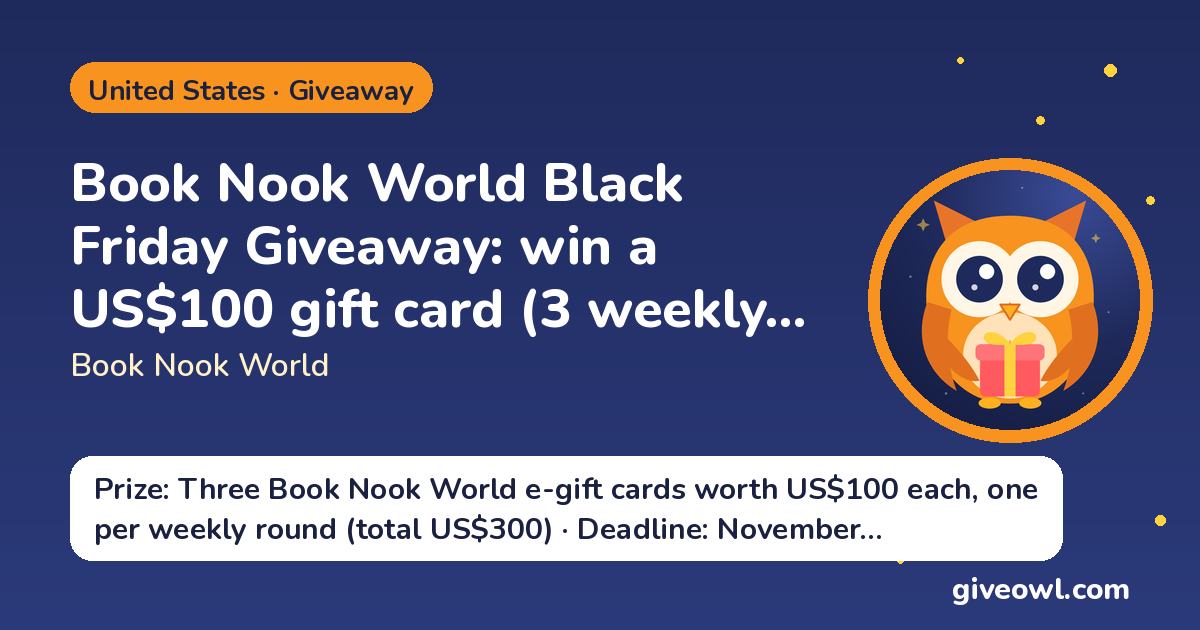 United States · Giveaway
Book Nook World Black
Friday Giveaway: win a
US$100 gift card (3 weekly...
Book Nook World
Prize: Three Book Nook World e-gift cards worth US$100 each, one
per weekly round (total US$300) · Deadline: November...
giveowl.com